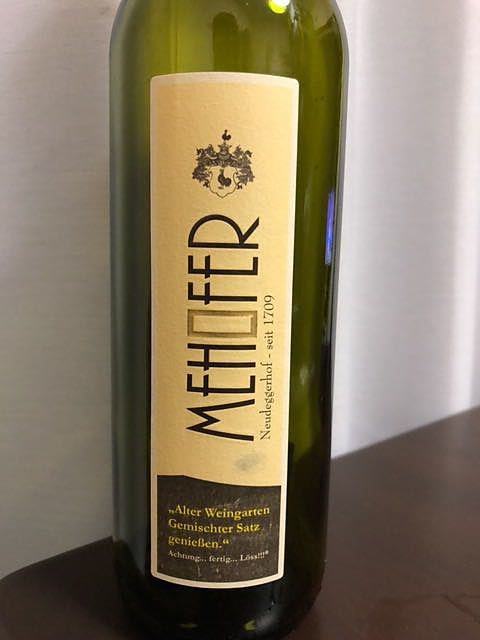 MEHOFER
Neudeggerhof - seit 1709
„Alter Weingarten
Gemischter Satz
genießen.“
Achtung... fertig... Löss!!!"